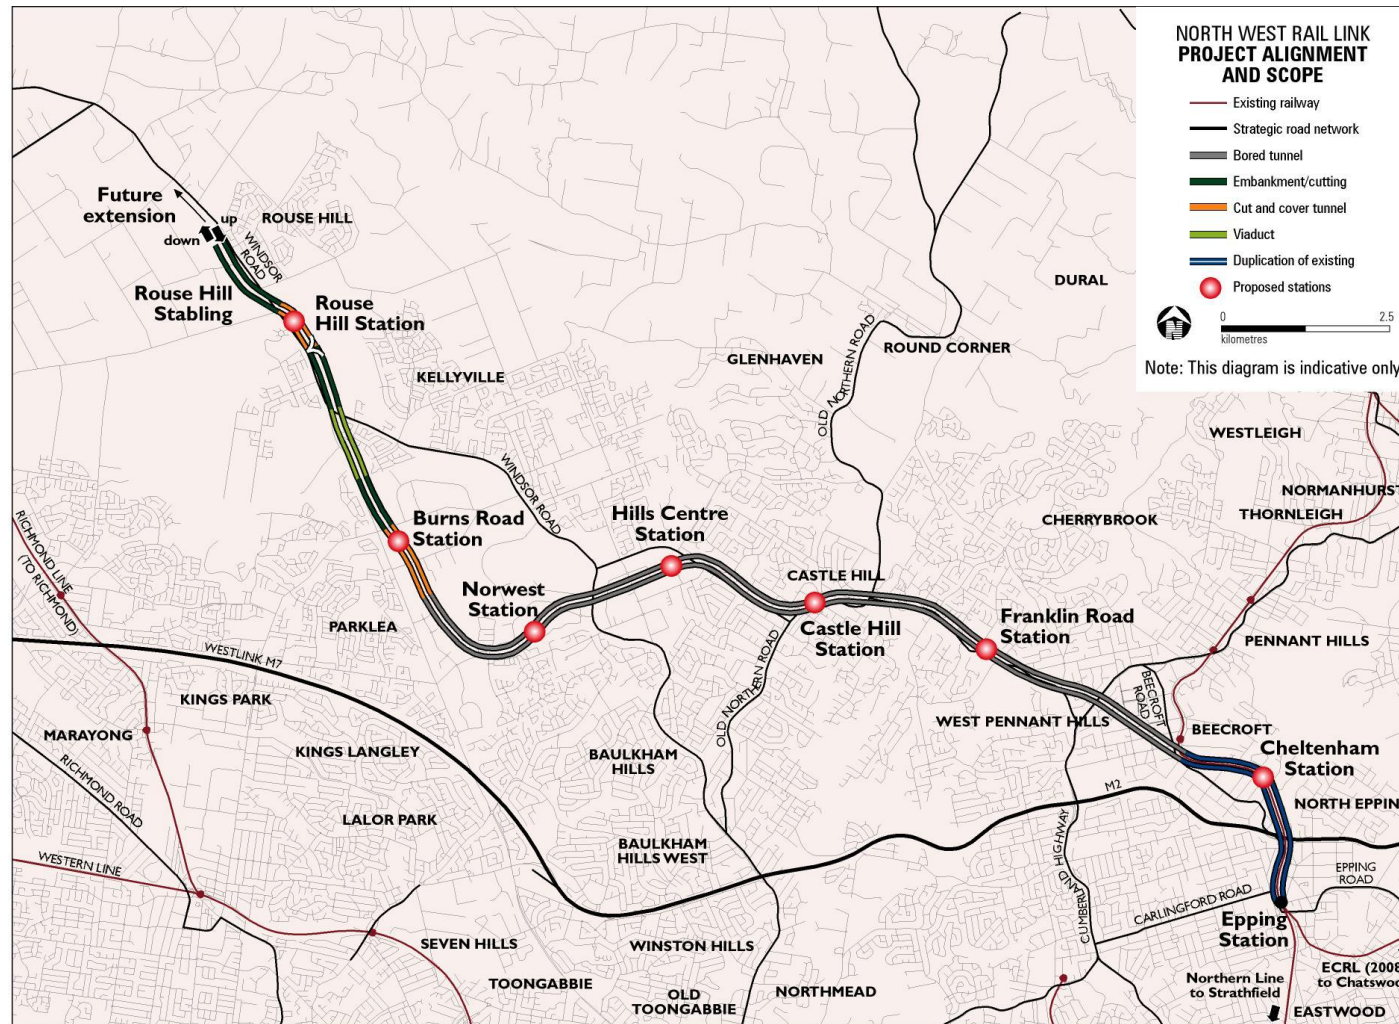 NORTH WEST RAIL LINK
PROJECT ALIGNMENT
AND SCOPE
Existing railway
Strategic road network
Bored tunnel
Embankment/cutting
Cut and cover tunnel
Viaduct
Duplication of existing
Proposed stations
0
2.5
kilometres
Note: This diagram is indicative only
Future
extension
up
down
ROUSE HILL
WINDSOR
ROAD
Rouse Hill
Stabling
Rouse
Hill Station
KELLYVILLE
GLENHAVEN
DURAL
ROUND CORNER
OLD NORTHERN ROAD
WESTLEIGH
NORMANHURST
THORNLEIGH
CHERRYBROOK
WINDSOR ROAD
RICHMOND LINE
(TO RICHMOND)
Burns Road
Station
Hills Centre
Station
Norwest
Station
CASTLE HILL
Castle Hill
Station
Franklin Road
Station
PENNANT HILLS
PARKLEA
WESTLINK M7
KINGS PARK
OLD NORTHERN ROAD
WEST PENNANT HILLS
BEECROFT
ROAD
BEECROFT
MARAYONG
KINGS LANGLEY
BAULKHAM
HILLS
Cheltenham
Station
M2
NORTH EPPIN
RICHMOND ROAD
LALOR PARK
BAULKHAM
HILLS WEST
CUMBERLAND HIGHWAY
WESTERN LINE
EPPING
ROAD
CARLINGFORD ROAD
Epping
Station
SEVEN HILLS
WINSTON HILLS
TOONGABBIE
OLD
TOONGABBIE
NORTHMEAD
Northern Line
to Strathfield
ECRL (2008
to Chatswoo
EASTWOOD